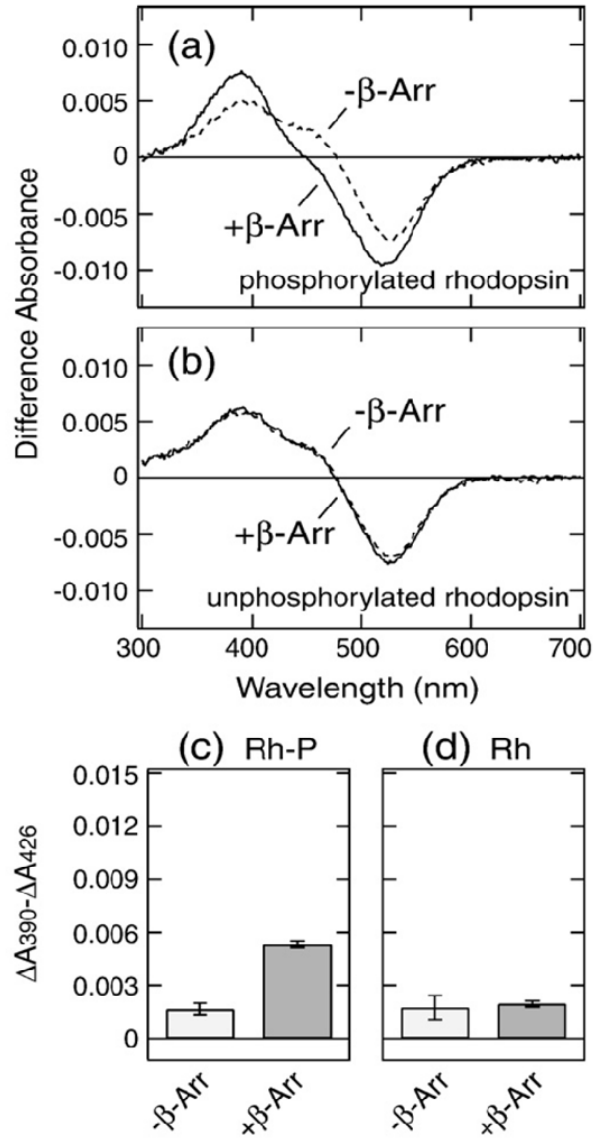 Difference Absorbance
(a)
0.010
0.005
0
-0.005
-0.010
-β-Arr
+β-Arr
phosphorylated rhodopsin
(b)
0.010
0.005
0
-0.005
-0.010
-β-Arr
+β-Arr
unphosphorylated rhodopsin
300 400 500 600 700
Wavelength (nm)
(c) Rh-P (d) Rh
ΔA390-ΔA426
0.015
0.012
0.009
0.006
0.003
0
-β-Arr +β-Arr -β-Arr +β-Arr